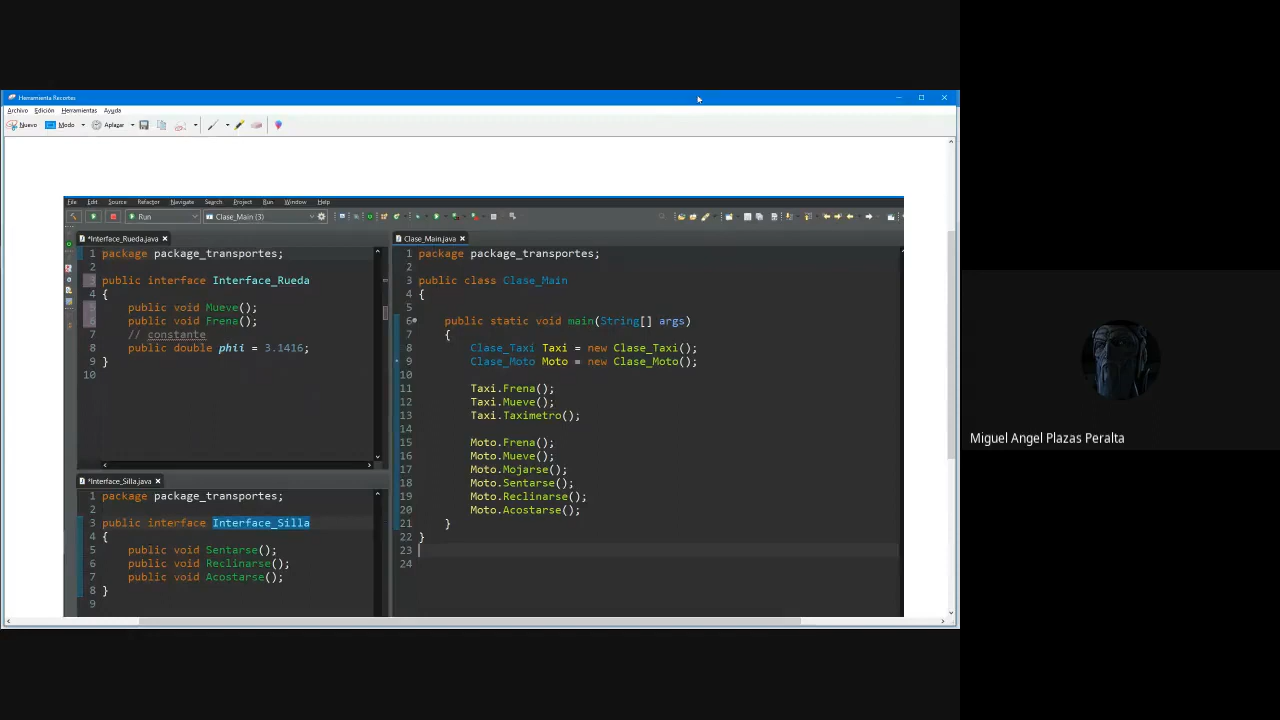 Herramienta Recortes
Archivo Edición Herramientas Ayuda
Nuevo Modo Aplazar
File Edit Source Refactor Navigate Search Project Run Window Help
Run Clase_Main (3)
*Interface_Rueda.java
1 package package_transportes;
2
3 public interface Interface_Rueda
4 {
5 public void Mueve();
6 public void Frena();
7 // constante
8 public double phii = 3.1416;
9 }
10
*Interface_Silla.java
1 package package_transportes;
2
3 public interface Interface_Silla
4 {
5 public void Sentarse();
6 public void Reclinarse();
7 public void Acostarse();
8 }
9
Clase_Main.java
1 package package_transportes;
2
3 public class Clase_Main
4 {
5
6 public static void main(String[] args)
7 {
8 Clase_Taxi Taxi = new Clase_Taxi();
9 Clase_Moto Moto = new Clase_Moto();
10
11 Taxi.Frena();
12 Taxi.Mueve();
13 Taxi.Taximetro();
14
15 Moto.Frena();
16 Moto.Mueve();
17 Moto.Mojarse();
18 Moto.Sentarse();
19 Moto.Reclinarse();
20 Moto.Acostarse();
21 }
22 }
23
24
Miguel Angel Plazas Peralta